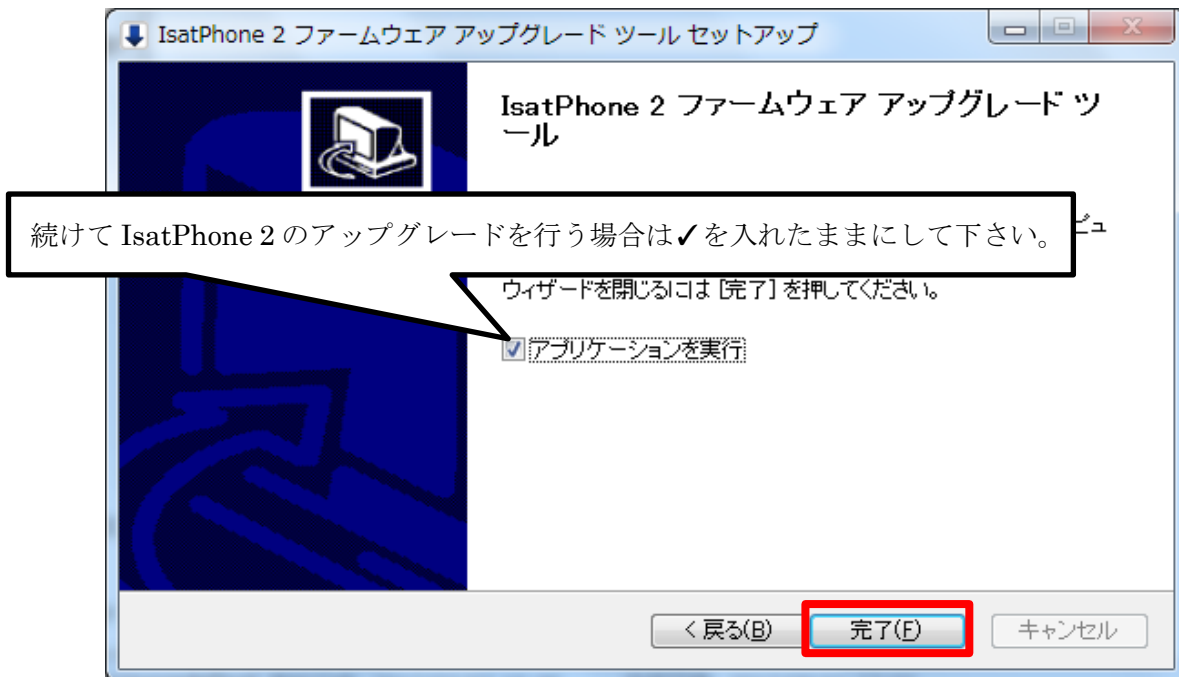 IsatPhone 2 ファームウエア アップグレード ツール セットアップ
IsatPhone 2 ファームウェア アップグレード ツ
ール
続けて IsatPhone 2 のアップグレードを行う場合は✓を入れたままにして下さい。
ピュ
ウィザードを閉じるには [完了] を押してください。
アプリケーションを実行
< 戻る(B)
完了(F)
キャンセル